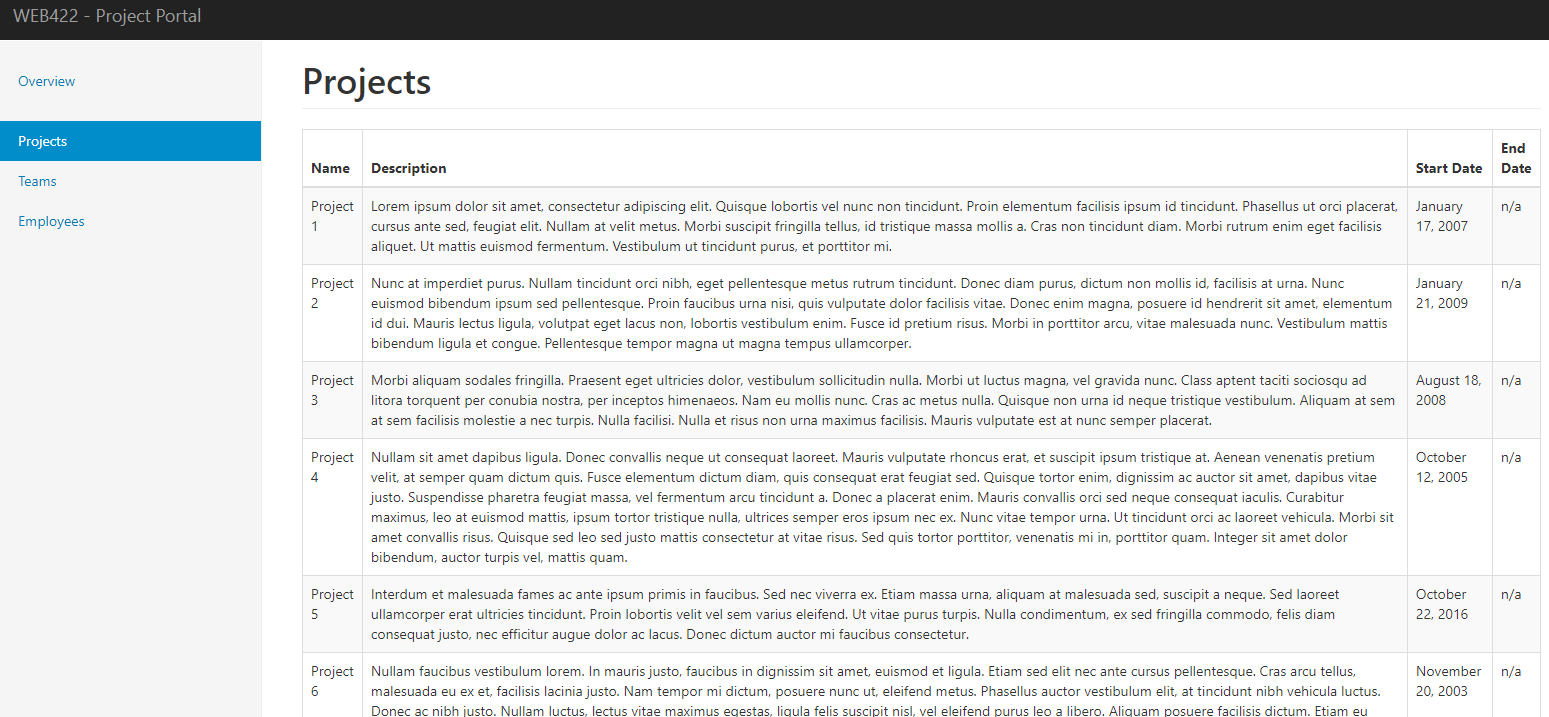 WEB422 - Project Portal
Overview
Projects
Teams
Employees
Projects
Name Description Start Date End Date
Project 1
Lorem ipsum dolor sit amet, consectetur adipiscing elit. Quisque lobortis vel nunc non tincidunt. Proin elementum facilisis ipsum id tincidunt. Phasellus ut orci placerat,
cursus ante sed, feugiat elit. Nullam at velit metus. Morbi suscipit fringilla tellus, id tristique massa mollis a. Cras non tincidunt diam. Morbi rutrum enim eget facilisis
aliquet. Ut mattis euismod fermentum. Vestibulum ut tincidunt purus, et porttitor mi.
January 17, 2007
n/a
Project 2
Nunc at imperdiet purus. Nullam tincidunt orci nibh, eget pellentesque metus rutrum tincidunt. Donec diam purus, dictum non mollis id, facilisis at urna. Nunc
euismod bibendum ipsum sed pellentesque. Proin faucibus urna nisi, quis vulputate dolor facilisis vitae. Donec enim magna, posuere id hendrerit sit amet, elementum
id dui. Mauris lectus ligula, volutpat eget lacus non, lobortis vestibulum enim. Fusce id pretium risus. Morbi in porttitor arcu, vitae malesuada nunc. Vestibulum mattis
bibendum ligula et congue. Pellentesque tempor magna ut magna tempus ullamcorper.
January 21, 2009
n/a
Project 3
Morbi aliquam sodales fringilla. Praesent eget ultricies dolor, vestibulum sollicitudin nulla. Morbi ut luctus magna, vel gravida nunc. Class aptent taciti sociosqu ad
litora torquent per conubia nostra, per inceptos himenaeos. Nam eu mollis nunc. Cras ac metus nulla. Quisque non urna id neque tristique vestibulum. Aliquam at sem
at sem facilisis molestie a nec turpis. Nulla facilisi. Nulla et risus non urna maximus facilisis. Mauris vulputate est at nunc semper placerat.
August 18, 2008
n/a
Project 4
Nullam sit amet dapibus ligula. Donec convallis neque ut consequat laoreet. Mauris vulputate rhoncus erat, et suscipit ipsum tristique at. Aenean venenatis pretium
velit, at semper quam dictum quis. Fusce elementum dictum diam, quis consequat erat feugiat sed. Quisque tortor enim, dignissim ac auctor sit amet, dapibus vitae
justo. Suspendisse pharetra feugiat massa, vel fermentum arcu tincidunt a. Donec a placerat enim. Mauris convallis orci sed neque consequat iaculis. Curabitur
maximus, leo at euismod mattis, ipsum tortor tristique nulla, ultrices semper eros ipsum nec ex. Nunc vitae tempor urna. Ut tincidunt orci ac laoreet vehicula. Morbi sit
amet convallis risus. Quisque sed leo sed justo mattis consectetur at vitae risus. Sed quis tortor porttitor, venenatis mi in, porttitor quam. Integer sit amet dolor
bibendum, auctor turpis vel, mattis quam.
October 12, 2005
n/a
Project 5
Interdum et malesuada fames ac ante ipsum primis in faucibus. Sed nec viverra ex. Etiam massa urna, aliquam at malesuada sed, suscipit a neque. Sed laoreet
ullamcorper erat ultricies tincidunt. Proin lobortis velit vel sem varius eleifend. Ut vitae purus turpis. Nulla condimentum, ex sed fringilla commodo, felis diam
consequat justo, nec efficitur augue dolor ac lacus. Donec dictum auctor mi faucibus consectetur.
October 22, 2016
n/a
Project 6
Nullam faucibus vestibulum lorem. In mauris justo, faucibus in dignissim sit amet, euismod et ligula. Etiam sed elit nec ante cursus pellentesque. Cras arcu tellus,
malesuada eu ex et, facilisis lacinia justo. Nam tempor mi dictum, posuere nunc ut, eleifend metus. Phasellus auctor vestibulum elit, at tincidunt nibh vehicula luctus.
Donec ac nibh justo. Nullam luctus, lectus vitae maximus egestas, ligula felis suscipit nisl, vel eleifend purus leo a libero. Aliquam posuere facilisis dictum. Etiam eu
November 20, 2003
n/a